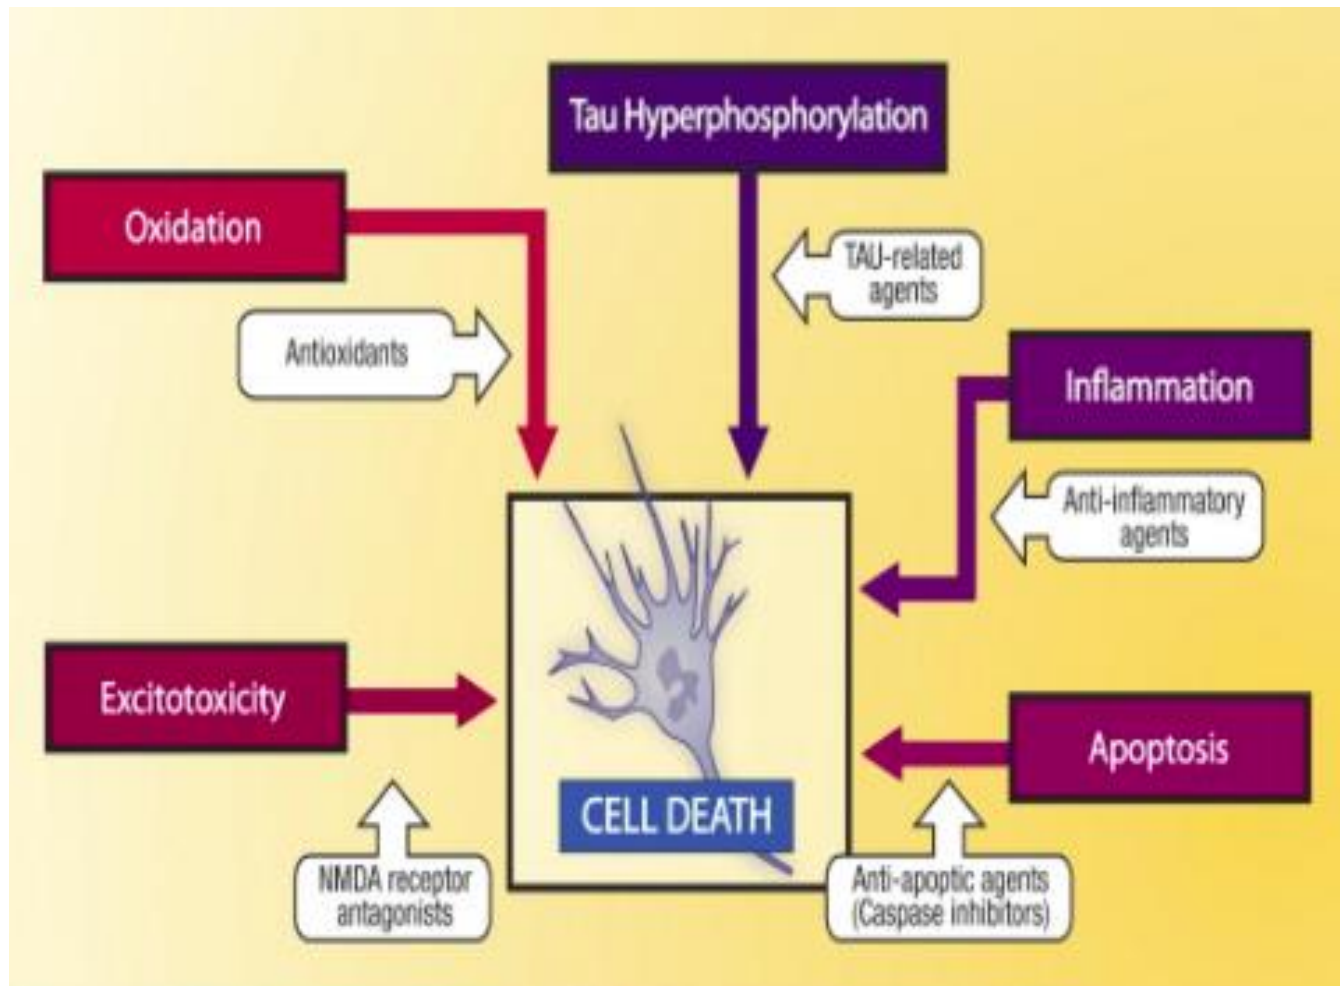 Tau Hyperphosphorylation
Oxidation
TAU-related
agents
Antioxidants
Inflammation
Anti-inflammatory
agents
Excitotoxicity
Apoptosis
CELL DEATH
NMDA receptor
antagonists
Anti-apoptic agents
(Caspase inhibitors)